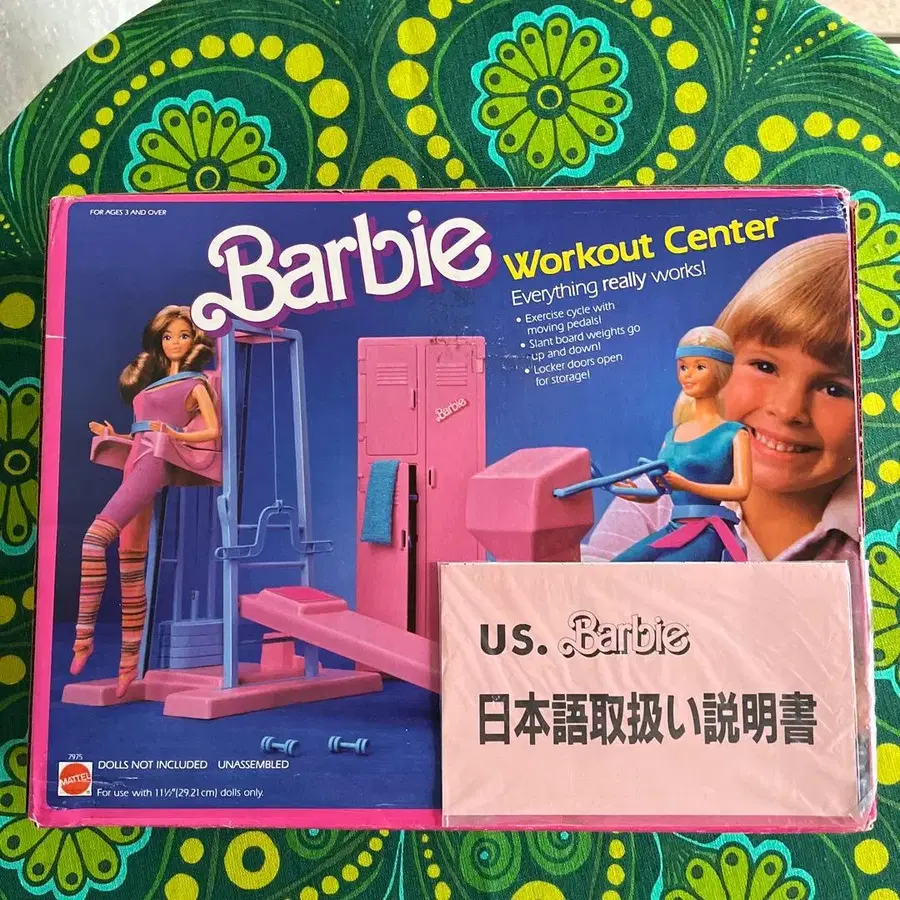 FOR AGES 3 AND OVER
Barbie
Workout Center
Everything really works!
• Exercise cycle with
moving pedals!
• Slant board weights go
up and down!
• Locker doors open
for storage!
Barbie
US. Barbie
日本語取扱い説明書
7975
MATTEL
DOLLS NOT INCLUDED UNASSEMBLED
For use with 11½"(29.21 cm) dolls only.